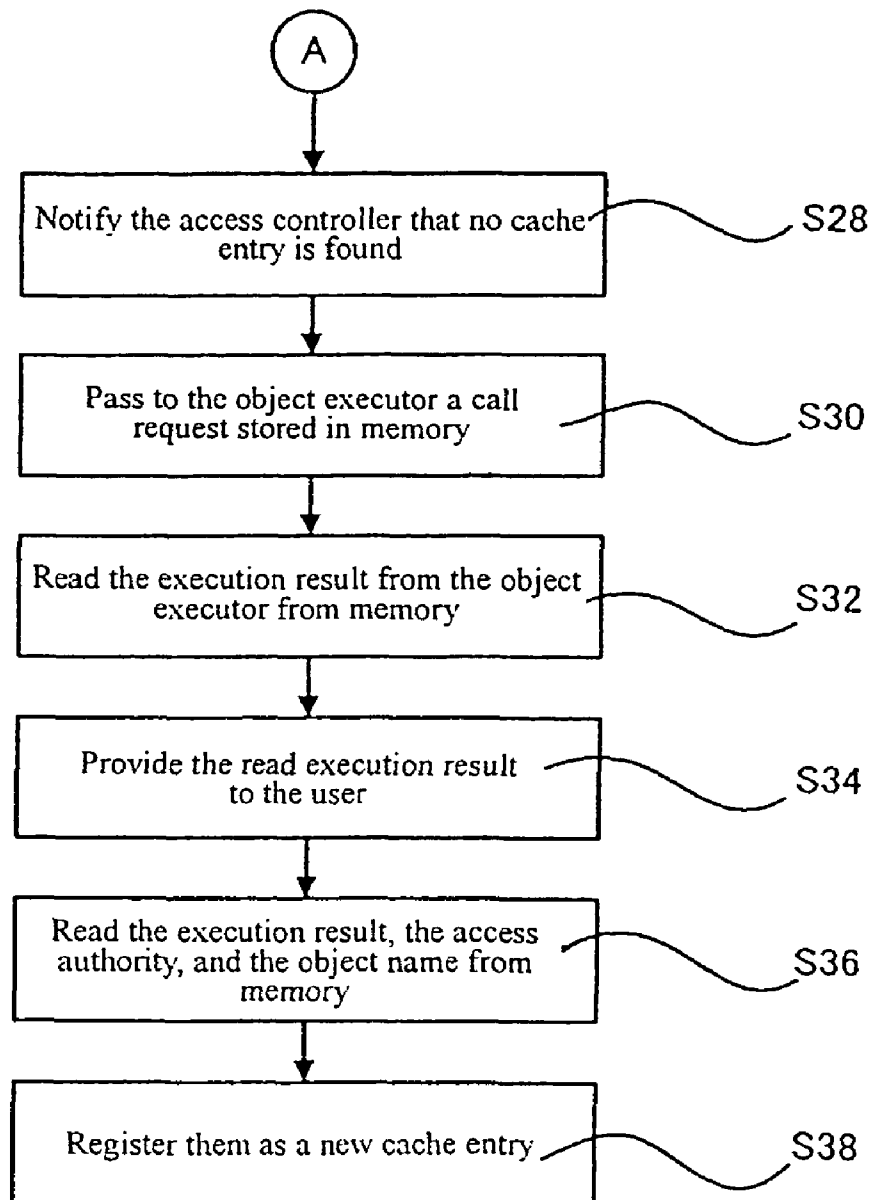 A
Notify the access controller that no cache
entry is found
S28
Pass to the object executor a call
request stored in memory
S30
Read the execution result from the object
executor from memory
S32
Provide the read execution result
to the user
S34
Read the execution result, the access
authority, and the object name from
memory
S36
Register them as a new cache entry
S38